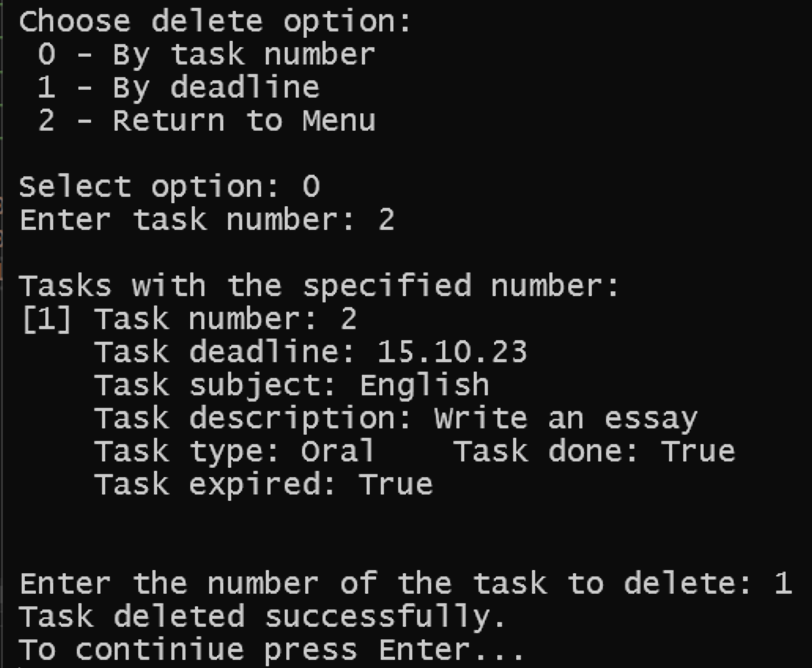 Choose delete option:
0 - By task number
1 - By deadline
2 - Return to Menu
Select option: 0
Enter task number: 2
Tasks with the specified number:
[1] Task number: 2
Task deadline: 15.10.23
Task subject: English
Task description: Write an essay
Task type: Oral    Task done: True
Task expired: True
Enter the number of the task to delete: 1
Task deleted successfully.
To continiue press Enter...